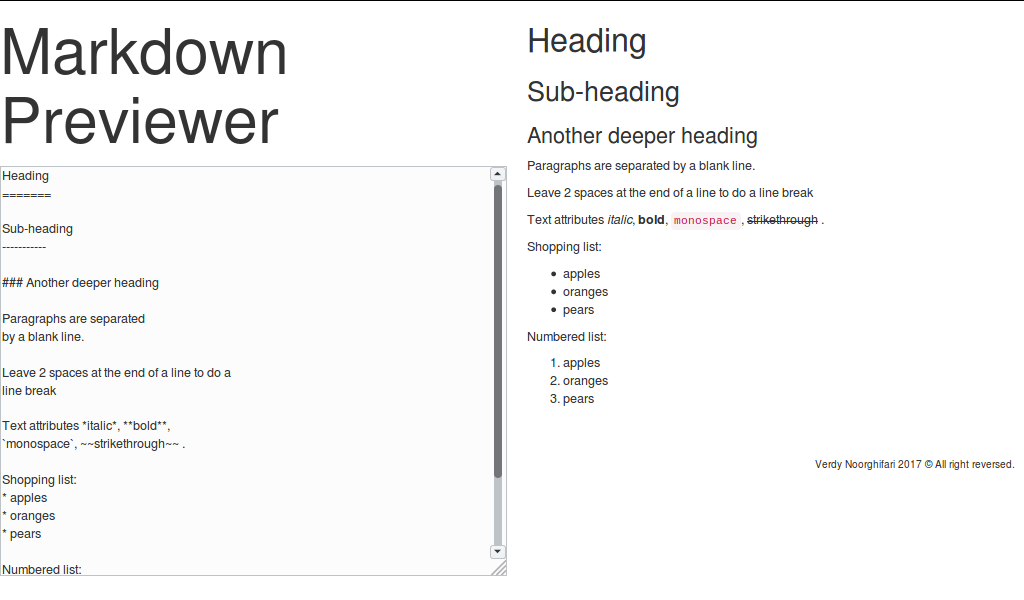 Markdown
Previewer
Heading
=======
Sub-heading
-----------
### Another deeper heading
Paragraphs are separated
by a blank line.
Leave 2 spaces at the end of a line to do a
line break
Text attributes *italic*, **bold**,
`monospace`, ~~strikethrough~~ .
Shopping list:
* apples
* oranges
* pears
Numbered list:
Heading
Sub-heading
Another deeper heading
Paragraphs are separated by a blank line.
Leave 2 spaces at the end of a line to do a line break
Text attributes italic, bold, monospace, strikethrough .
Shopping list:
• apples
• oranges
• pears
Numbered list:
1. apples
2. oranges
3. pears
Verdy Noorghifari 2017 © All right reversed.